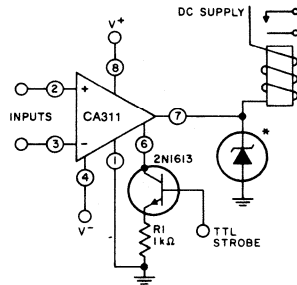 DC SUPPLY
V+
8
2
+
INPUTS
CA311
7
3
-
6
*
4
1
2N1613
V-
R1
1kΩ
TTL
STROBE